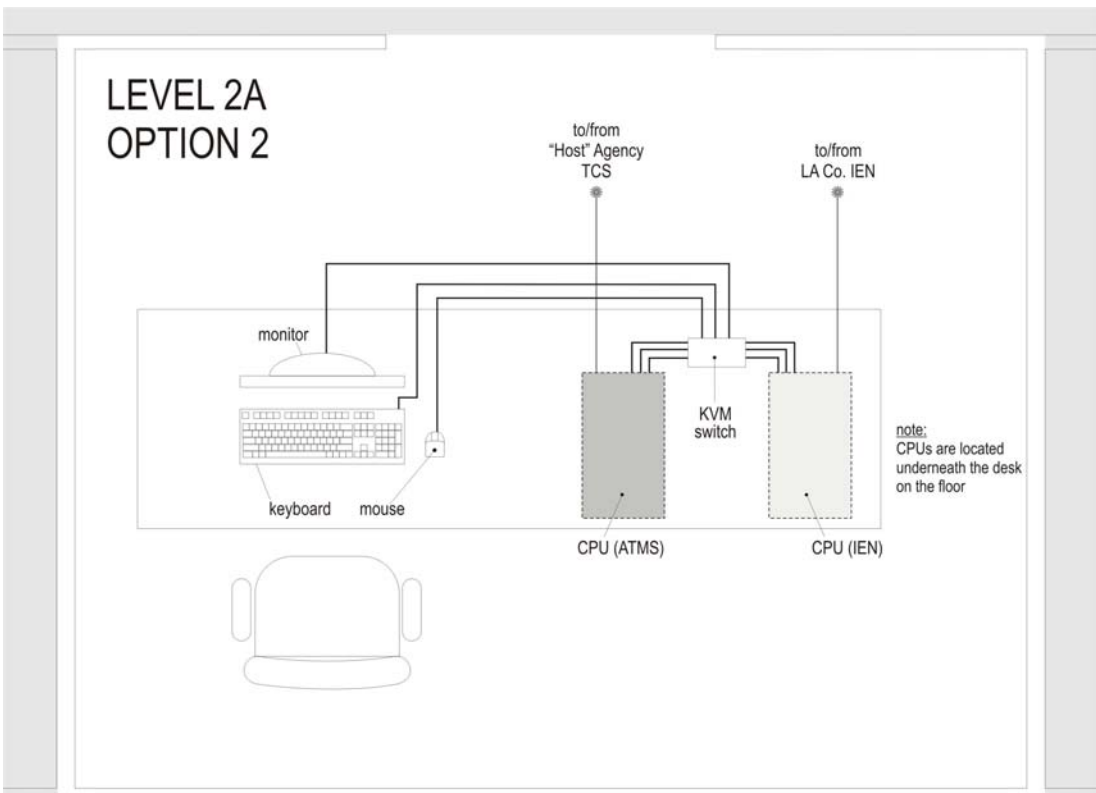 LEVEL 2A
OPTION 2
to/from
“Host” Agency
TCS
to/from
LA Co. IEN
monitor
KVM
switch
note:
CPUs are located
underneath the desk
on the floor
keyboard
mouse
CPU (ATMS)
CPU (IEN)